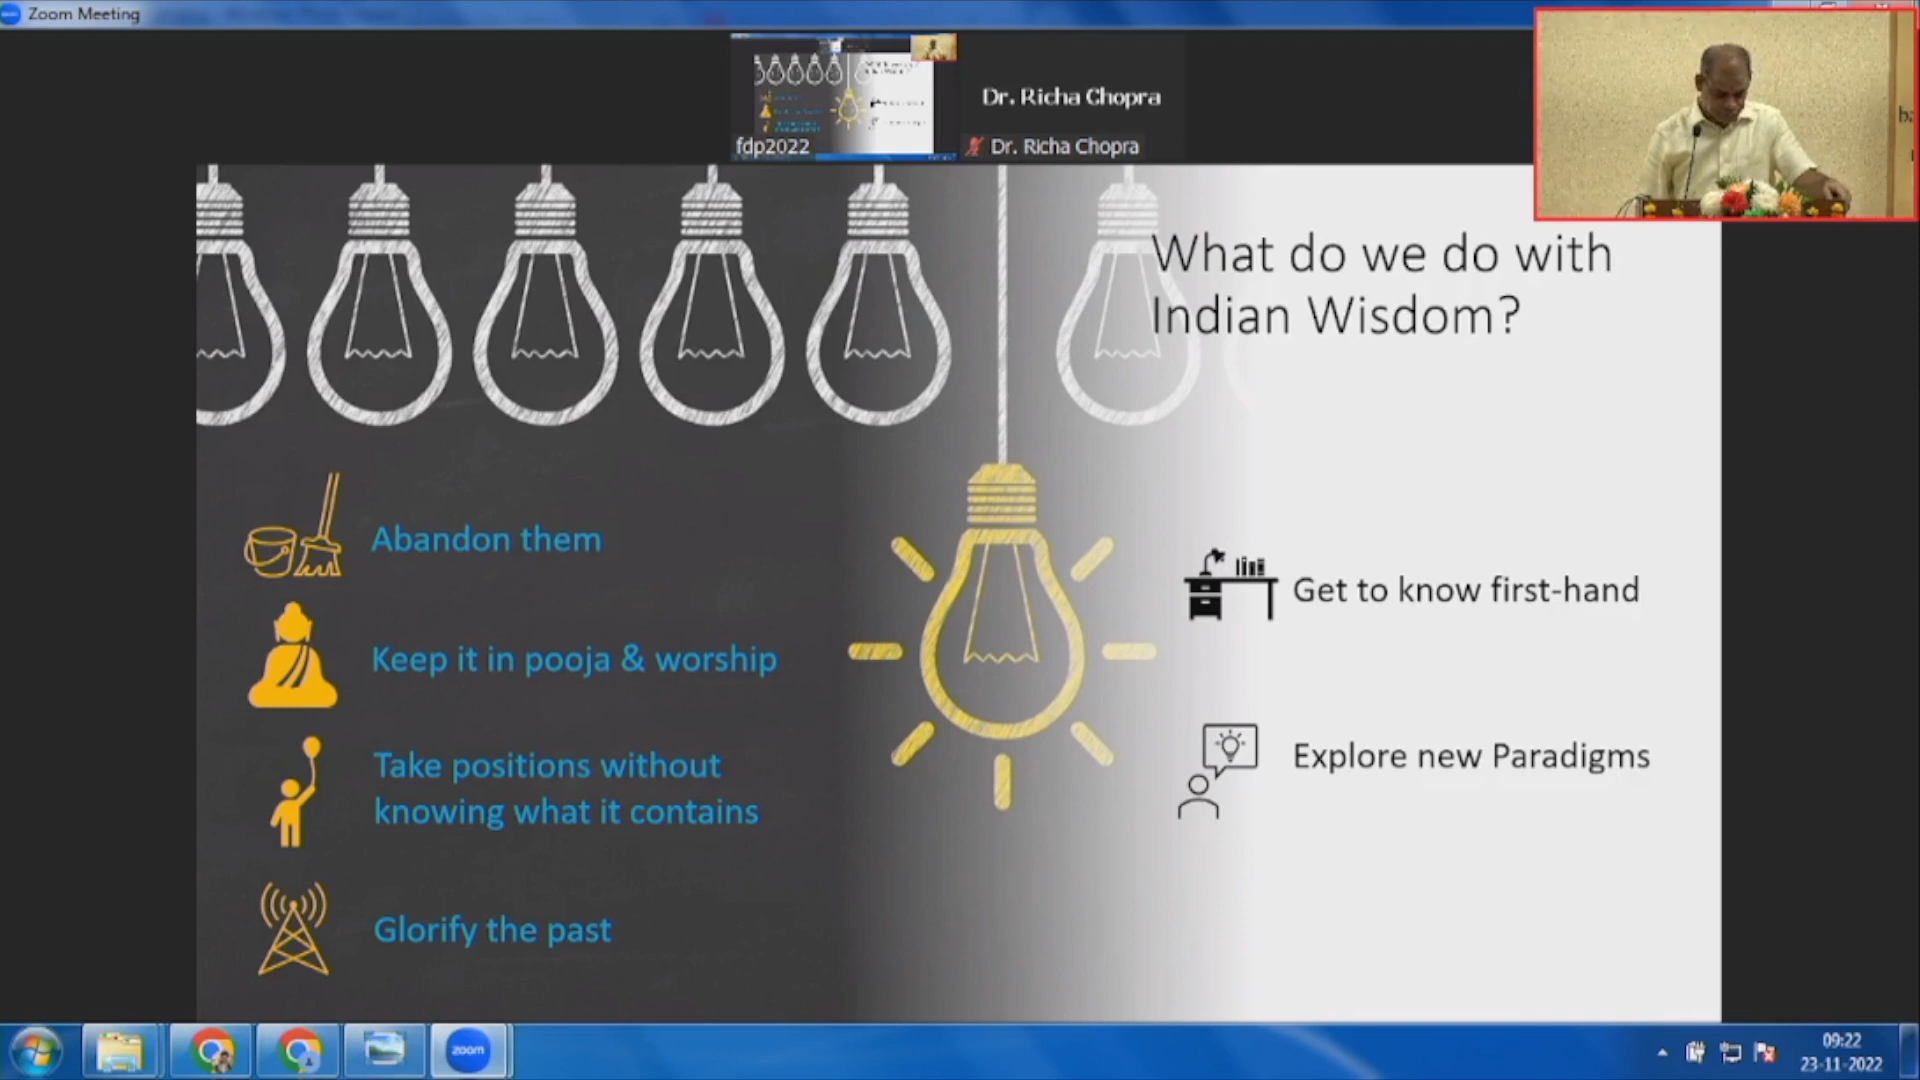 Zoom Meeting
fdp2022
Dr. Richa Chopra
Dr. Richa Chopra
What do we do with
Indian Wisdom?
Abandon them
Keep it in pooja & worship
Take positions without
knowing what it contains
Glorify the past
Get to know first-hand
Explore new Paradigms
zoom
09:22
23-11-2022